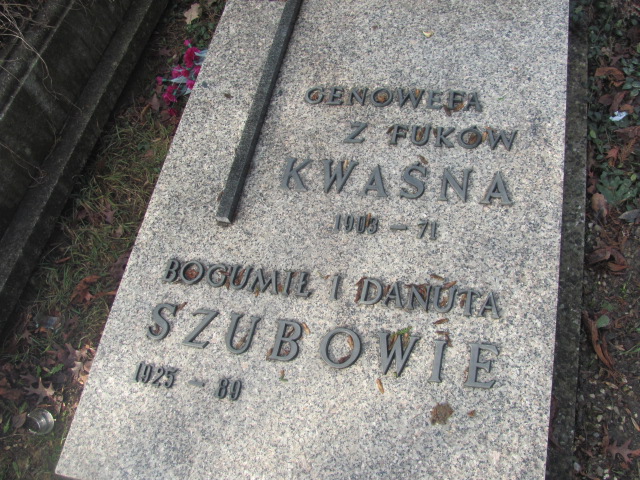 GENOWEFA
Z FUKÓW
KWAŚNA
1903 – 71
BOGUMIŁ I DANUTA
SZUBOWIE
1925 – 80